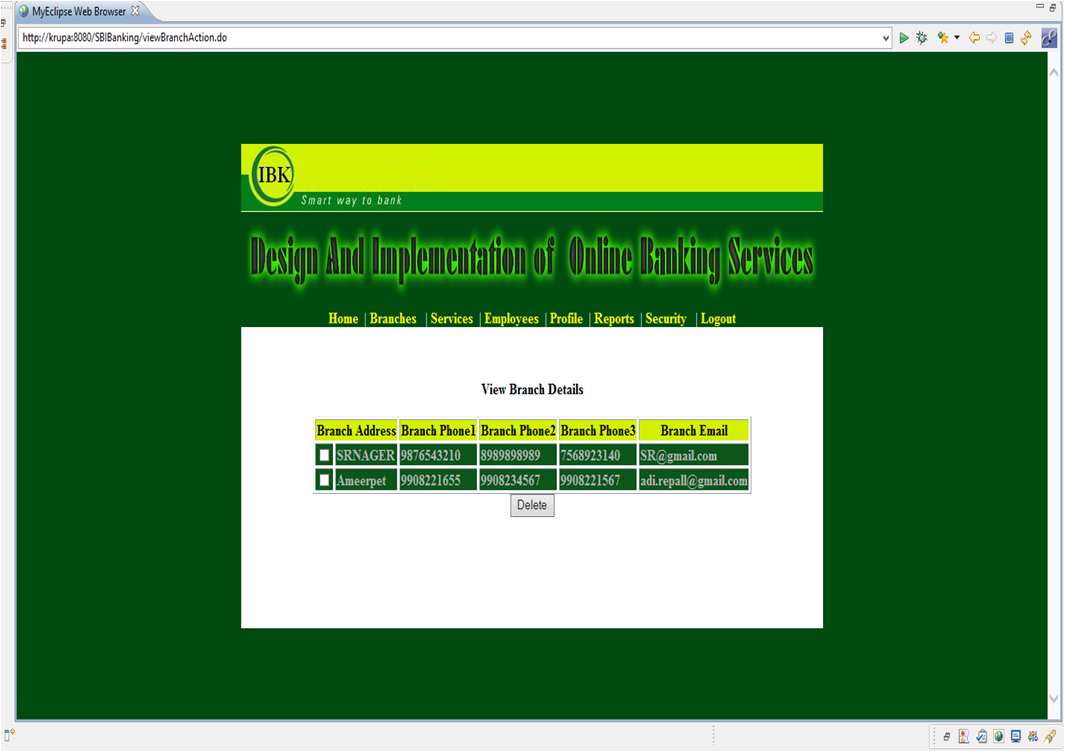 MyEclipse Web Browser
http://krupa:8080/SBIBanking/viewBranchAction.do
IBK
Smart way to bank
Design And Implementation of Online Banking Services
Home | Branches | Services | Employees | Profile | Reports | Security | Logout
View Branch Details
Branch Address Branch Phone1 Branch Phone2 Branch Phone3 Branch Email
SRNAGER 9876543210 8989898989 7568923140 SR@gmail.com
Ameerpet 9908221655 9908234567 9908221567 adi.repall@gmail.com
Delete